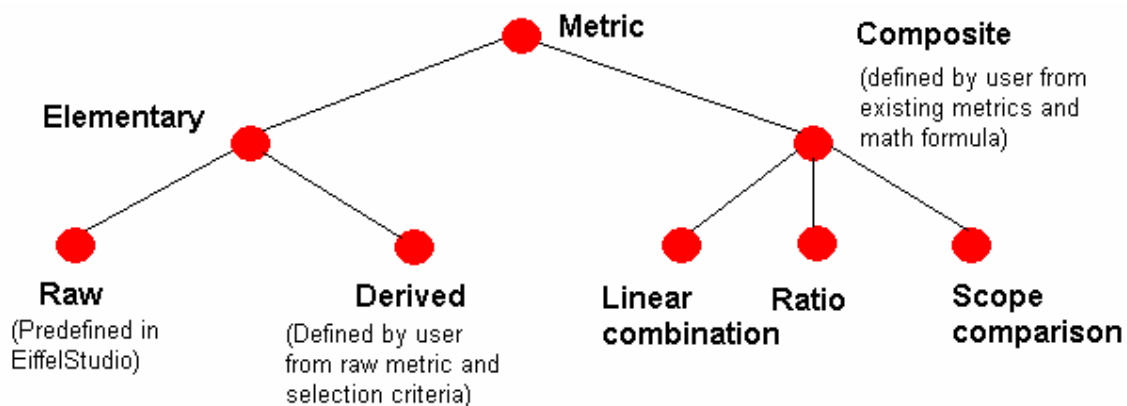 Metric
Composite
(defined by user from
existing metrics and
math formula)
Elementary
Raw
(Predefined in
EiffelStudio)
Derived
(Defined by user
from raw metric and
selection criteria)
Linear
combination
Ratio
Scope
comparison